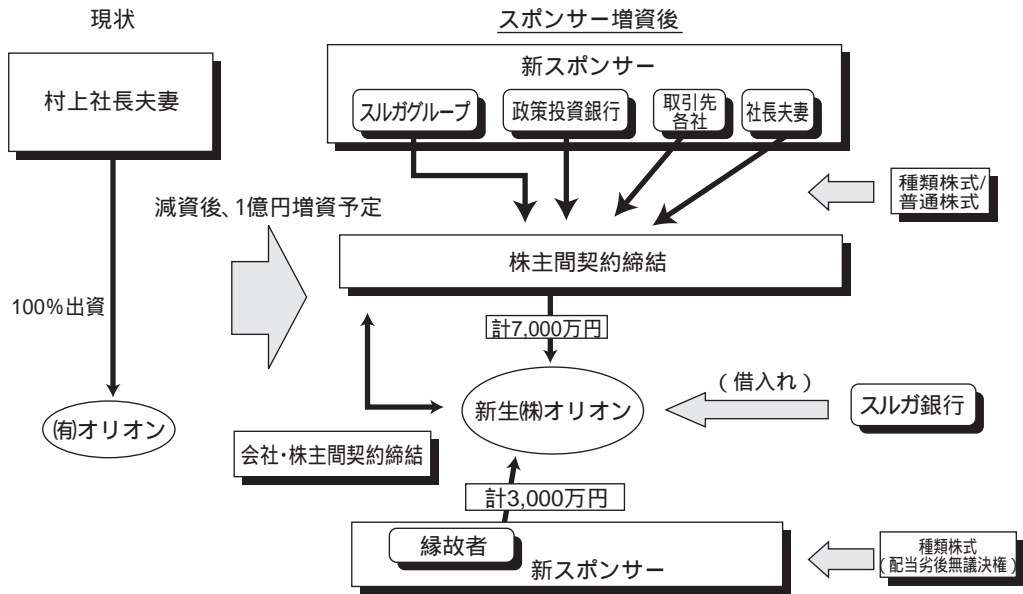 現状
村上社長夫妻
100%出資
㈲オリオン
減資後、1億円増資予定
スポンサー増資後
新スポンサー
スルガグループ
政策投資銀行
取引先
各社
社長夫妻
種類株式/
普通株式
株主間契約締結
計7,000万円
新生㈱オリオン
(借入れ)
スルガ銀行
会社・株主間契約締結
計3,000万円
縁故者
新スポンサー
種類株式
(配当劣後無議決権)